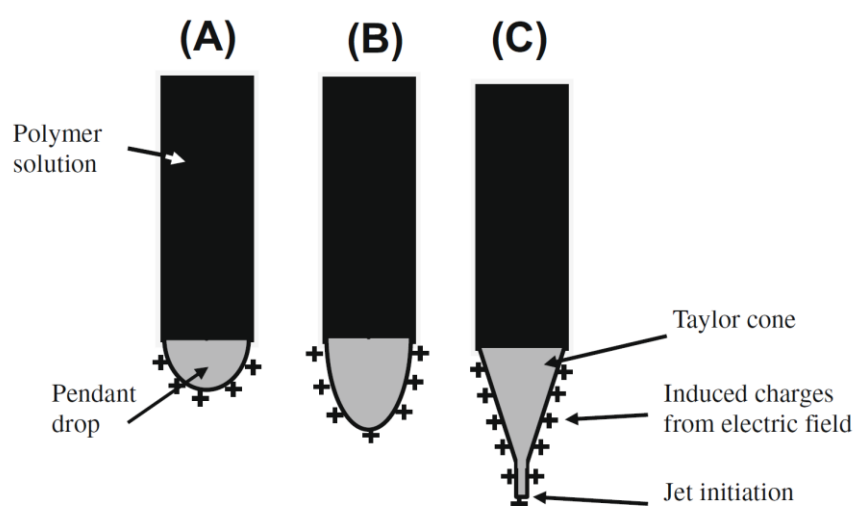 (A)
(B)
(C)
Polymer
solution
Pendant
drop
Taylor cone
Induced charges
from electric field
Jet initiation